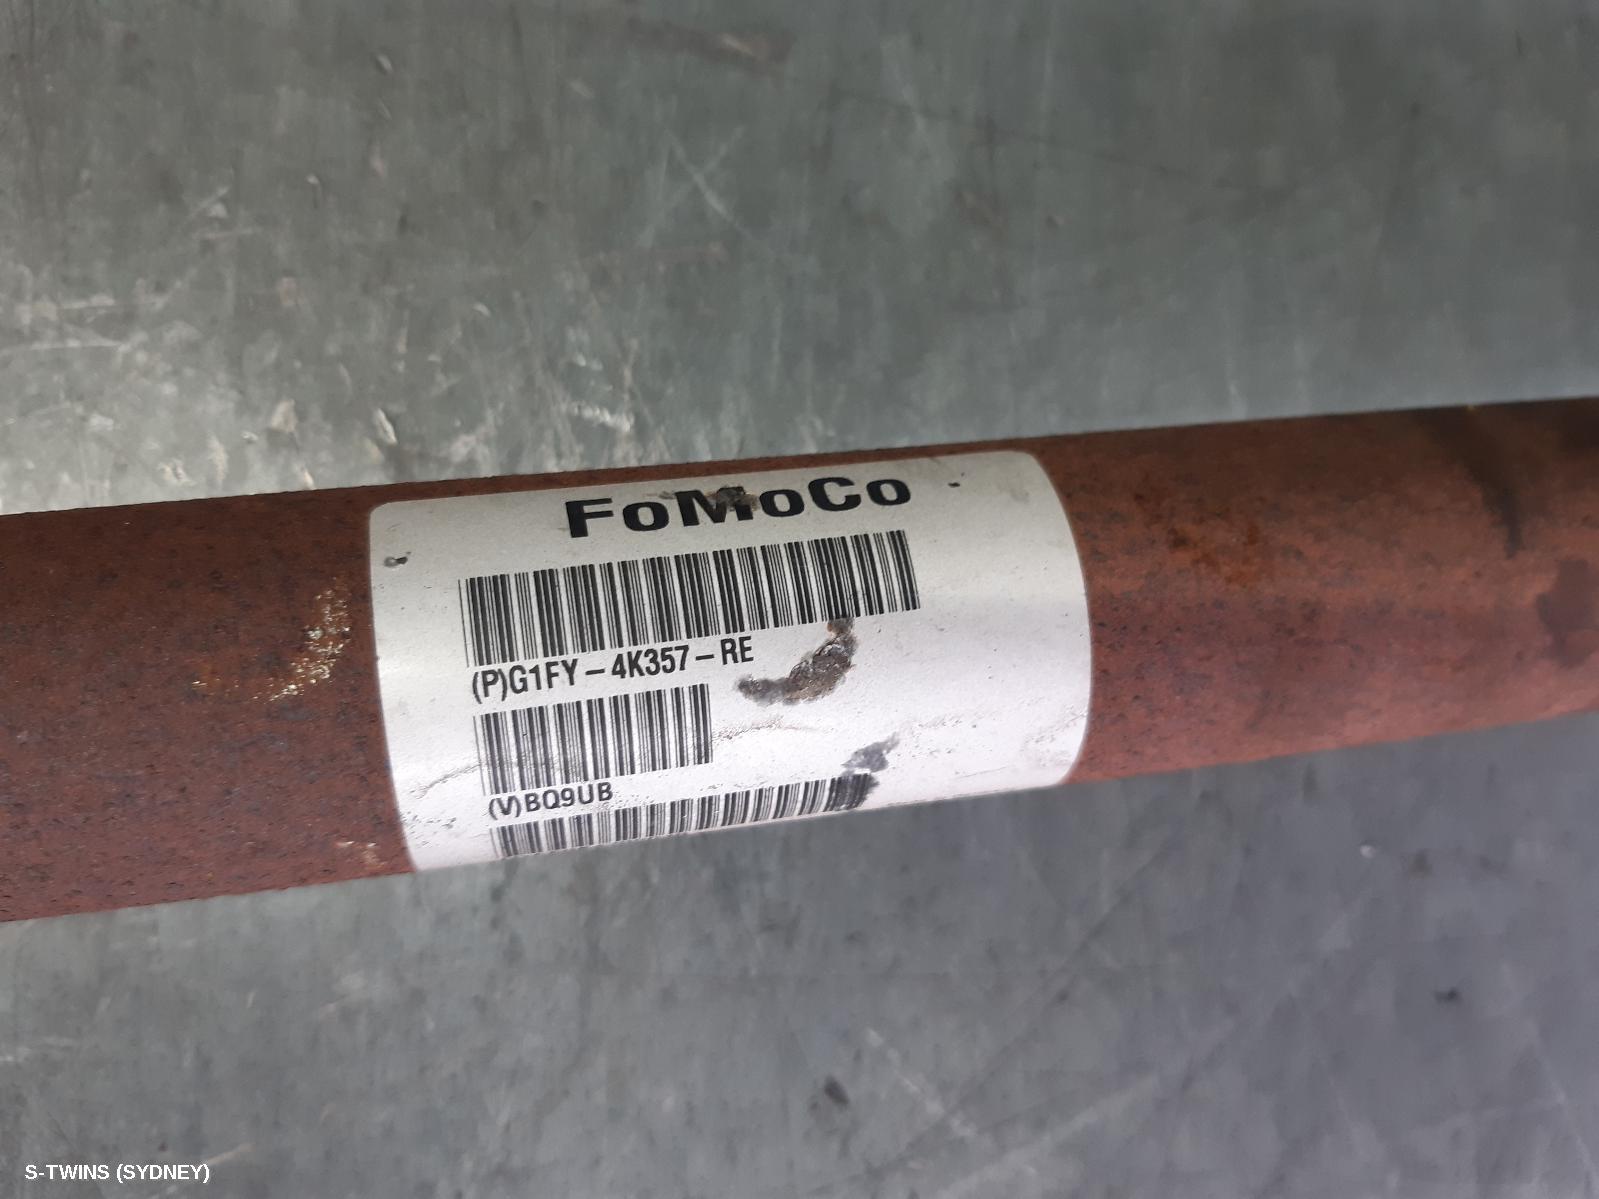 FoMoCo
(P)G1FY-4K357-RE
(V)BQ9UB
S-TWINS (SYDNEY)